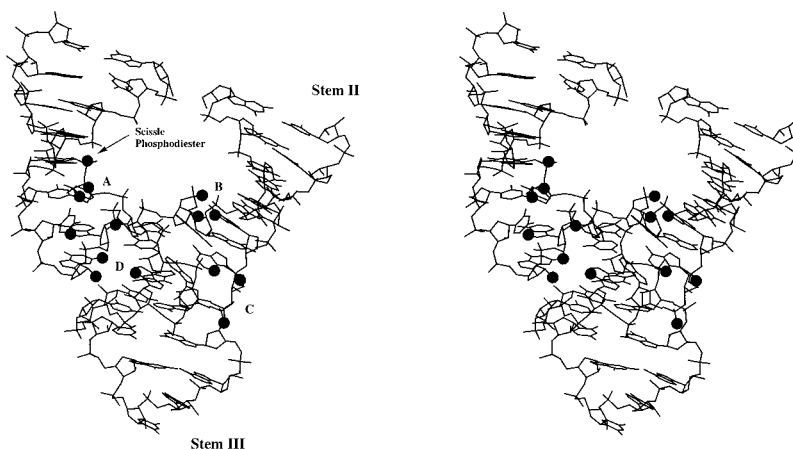 Stem II
Scissle
Phosphodiester
A
B
D
C
Stem III